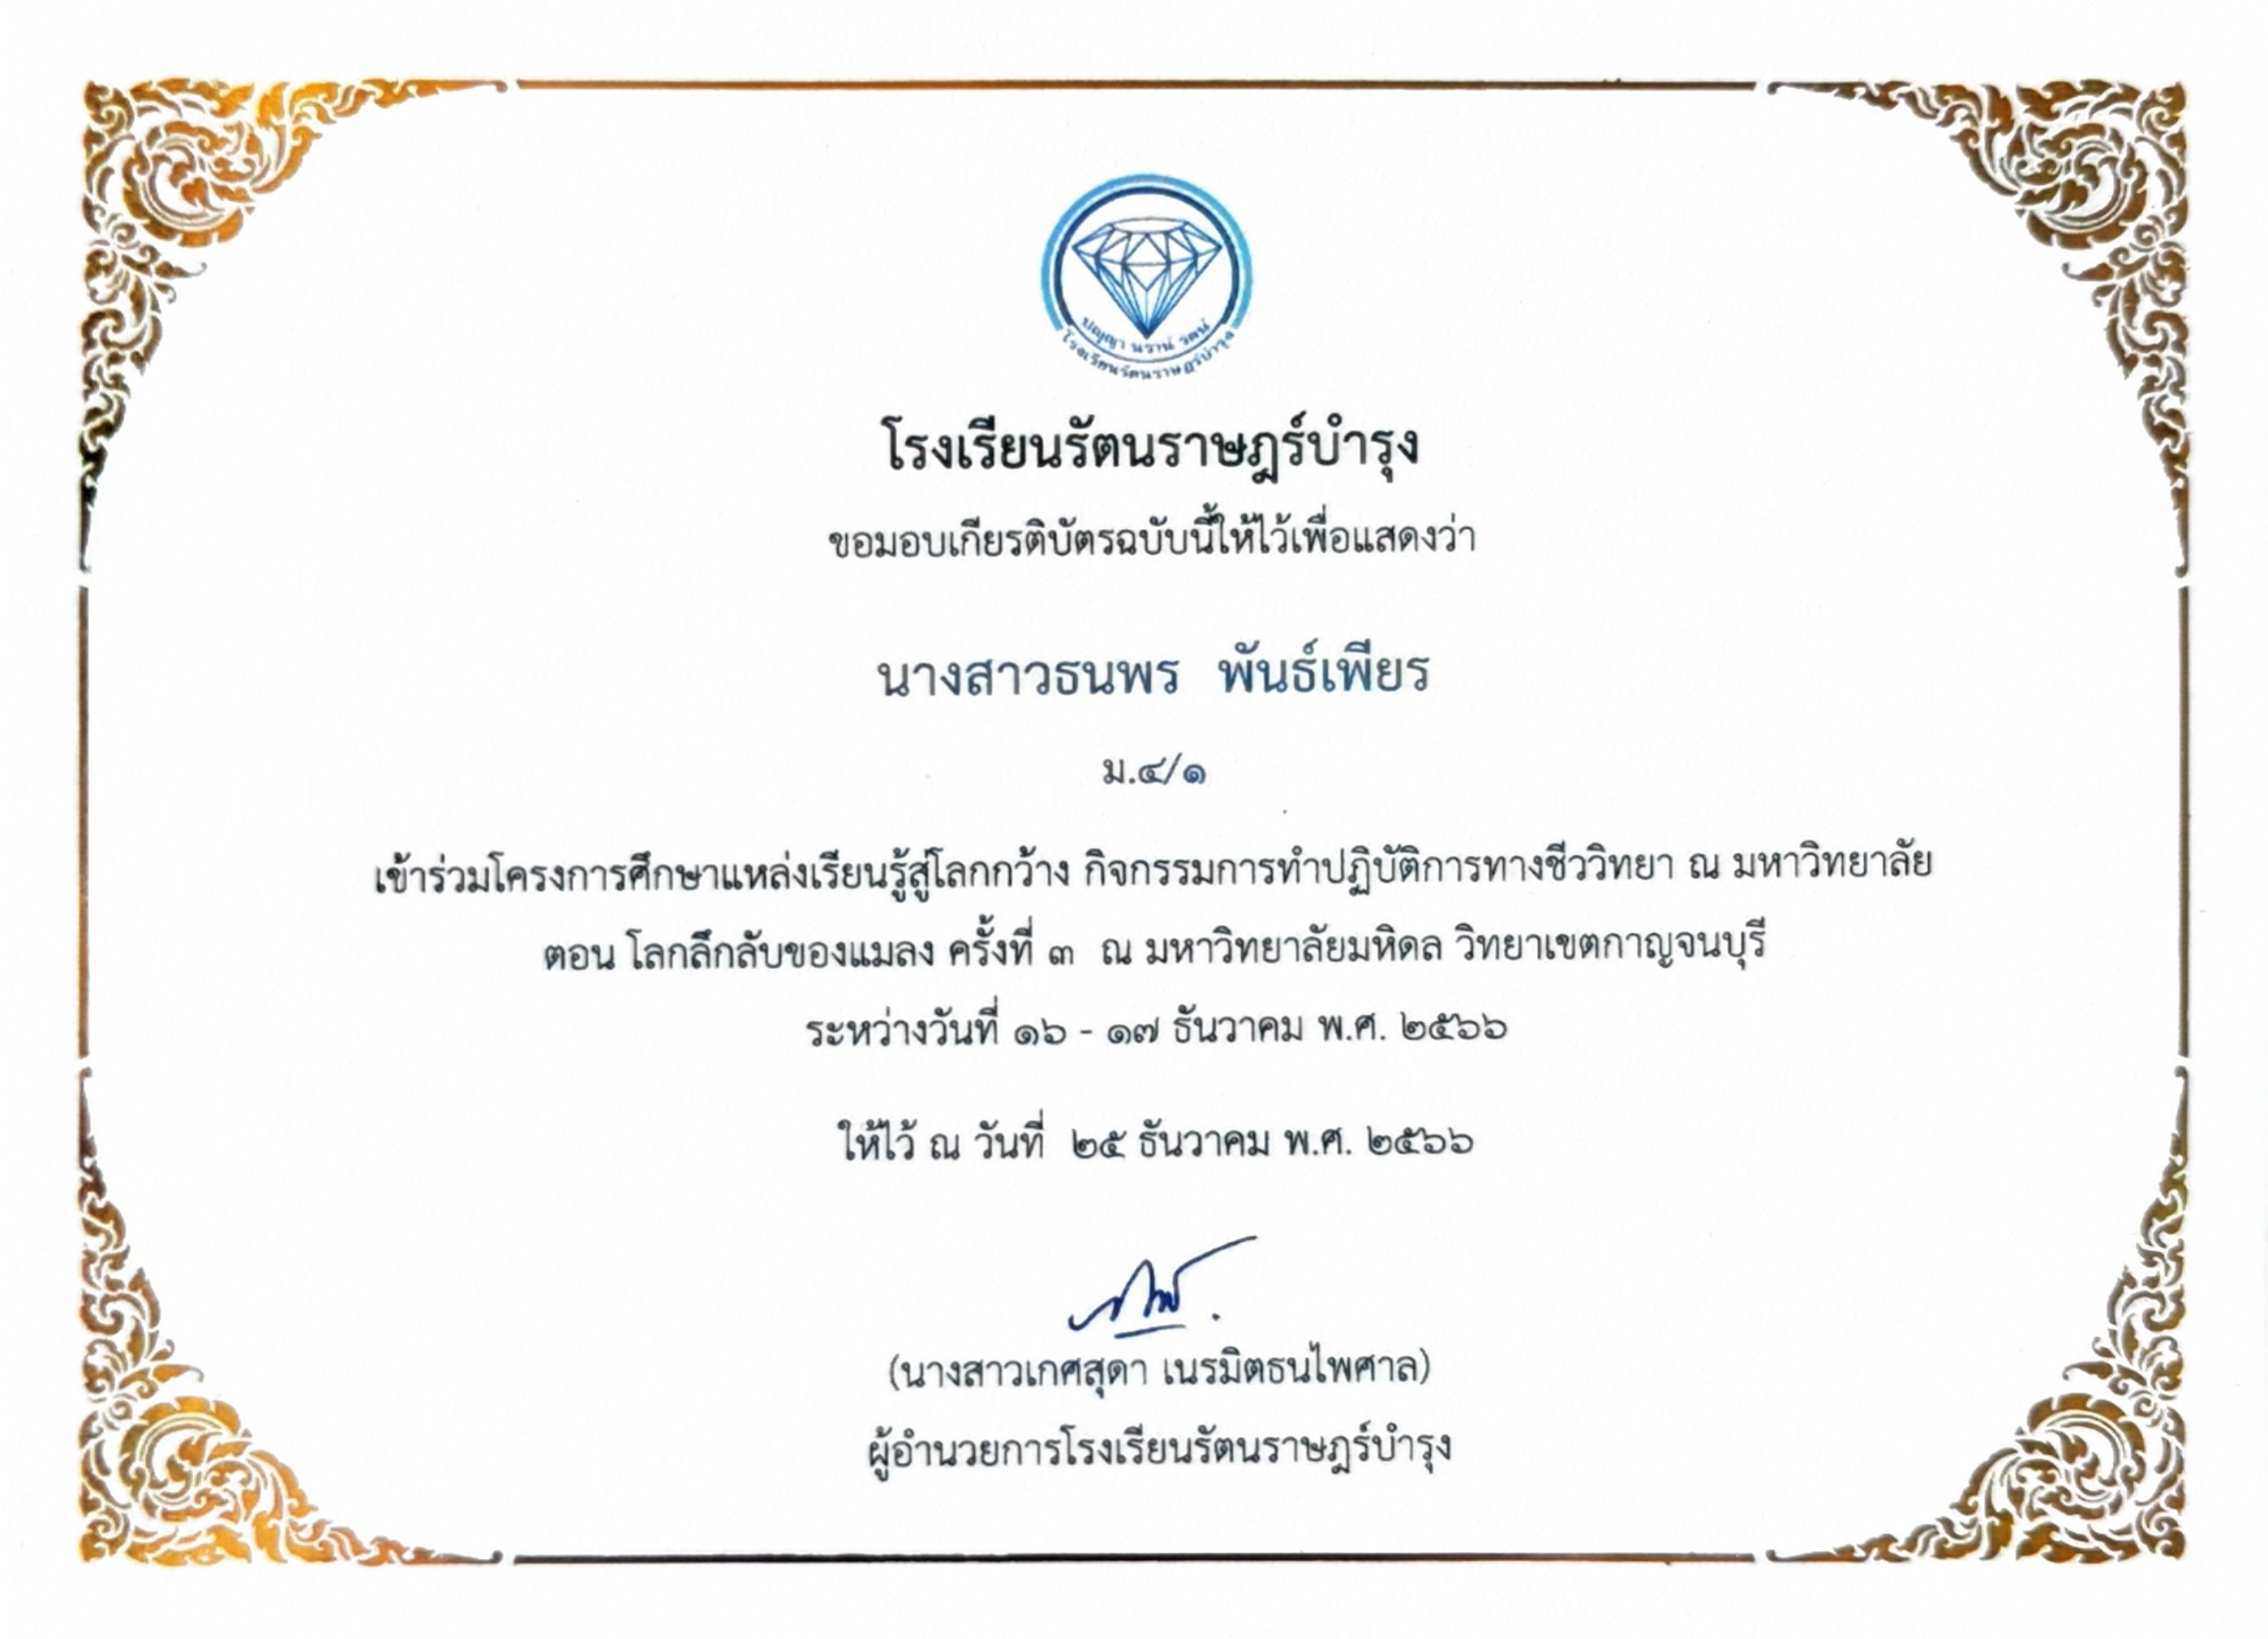 ปญฺญา นรานํ รตนํ
โรงเรียนรัตนราษฎร์บำรุง
โรงเรียนรัตนราษฎร์บำรุง
ขอมอบเกียรติบัตรฉบับนี้ให้ไว้เพื่อแสดงว่า
นางสาวธนพร พันธ์เพียร
ม.๔/๑
เข้าร่วมโครงการศึกษาแหล่งเรียนรู้สู่โลกกว้าง กิจกรรมการทำปฏิบัติการทางชีววิทยา ณ มหาวิทยาลัย
ตอน โลกลึกลับของแมลง ครั้งที่ ๓ ณ มหาวิทยาลัยมหิดล วิทยาเขตกาญจนบุรี
ระหว่างวันที่ ๑๖ - ๑๗ ธันวาคม พ.ศ. ๒๕๖๖
ให้ไว้ ณ วันที่ ๒๕ ธันวาคม พ.ศ. ๒๕๖๖
(นางสาวเกศสุดา เนรมิตธนไพศาล)
ผู้อำนวยการโรงเรียนรัตนราษฎร์บำรุง